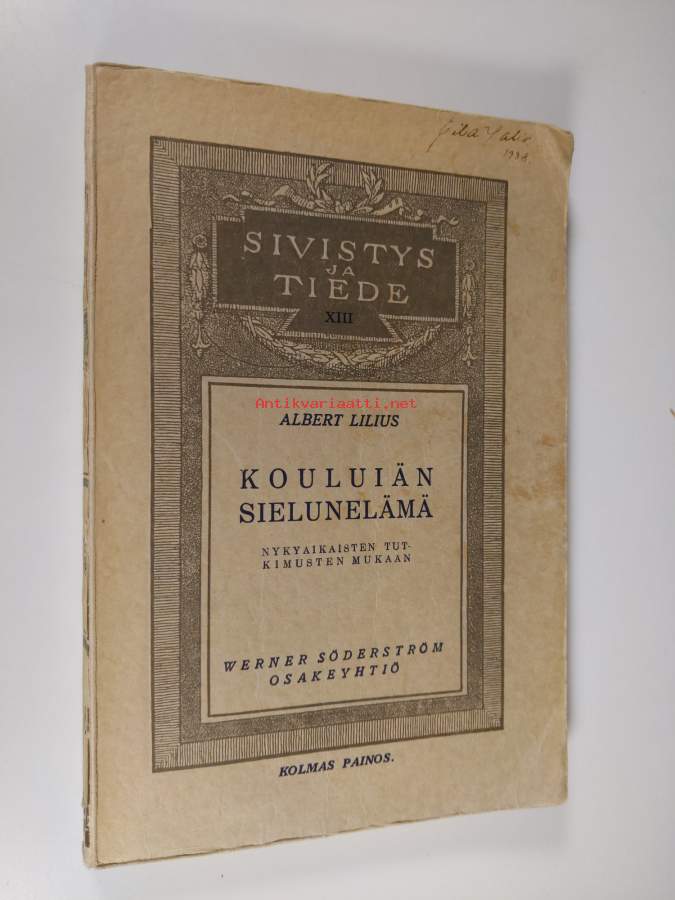 SIVISTYS
JA
TIEDE
XIII
Antikvariaatti.net
ALBERT LILIUS
KOULUIÄN
SIELUNELÄMÄ
NYKYAIKAISTEN TUT-
KIMUSTEN MUKAAN
WERNER SÖDERSTRÖM
OSAKEYHTIÖ
KOLMAS PAINOS.